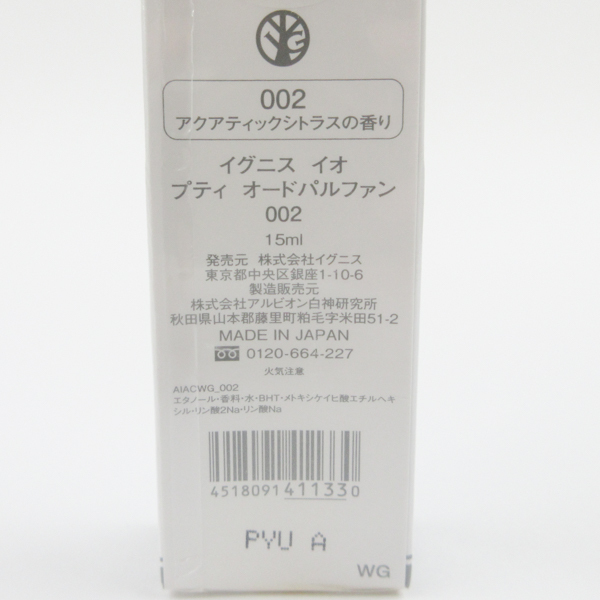 002
アクアティックシトラスの香り
イグニス イオ
プティ オードパルファン
002
15ml
発売元 株式会社イグニス
東京都中央区銀座1-10-6
製造販売元
株式会社アルビオン白神研究所
秋田県山本郡藤里町粕毛字米田51-2
MADE IN JAPAN
0120-664-227
火気注意
AIACWG_002
エタノール・香料・水・BHT・メトキシケイヒ酸エチルヘキ
シル・リン酸2Na・リン酸Na
4518091411330
PYU A
WG